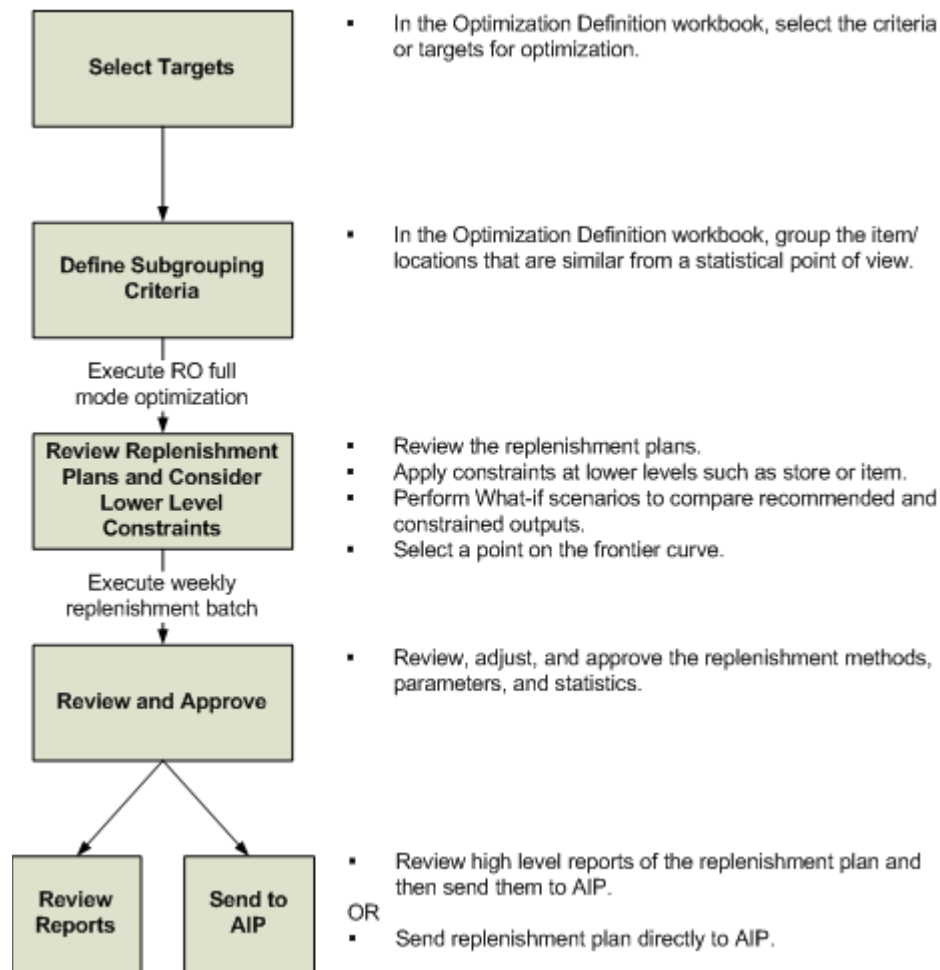 Select Targets
▪ In the Optimization Definition workbook, select the criteria
or targets for optimization.
Define Subgrouping
Criteria
▪ In the Optimization Definition workbook, group the item/
locations that are similar from a statistical point of view.
Execute RO full
mode optimization
Review Replenishment
Plans and Consider
Lower Level
Constraints
▪ Review the replenishment plans.
▪ Apply constraints at lower levels such as store or item.
▪ Perform What-if scenarios to compare recommended and
constrained outputs.
▪ Select a point on the frontier curve.
Execute weekly
replenishment batch
Review and Approve
▪ Review, adjust, and approve the replenishment methods,
parameters, and statistics.
Review
Reports
Send to
AIP
▪ Review high level reports of the replenishment plan and
then send them to AIP.
OR
▪ Send replenishment plan directly to AIP.